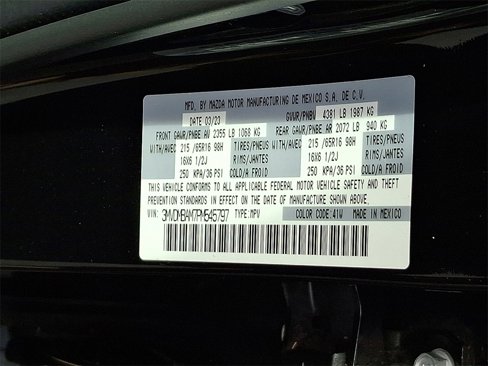 MFD. BY MAZDA MOTOR MANUFACTURING DE MEXICO S.A. DE C.V.
DATE 03/23 GVWR/PNBV 4381 LB 1987 KG
FRONT GAWR/PNBE AV 2355 LB 1068 KG REAR GAWR/PNBE AR 2072 LB 940 KG
WITH/AVEC 215 /65R16 98H TIRES/PNEUS WITH/AVEC 215 /65R16 98H TIRES/PNEUS
16X6 1/2J RIMS/JANTES 16X6 1/2J RIMS/JANTES
250 KPA/36 PSI COLD/A FROID 250 KPA/36 PSI COLD/A FROID
THIS VEHICLE CONFORMS TO ALL APPLICABLE FEDERAL MOTOR VEHICLE SAFETY AND THEFT
PREVENTION STANDARDS IN EFFECT ON THE DATE OF MANUFACTURE SHOWN ABOVE.
VIN: 3MVDMBAM7PM545797 TYPE:MPV COLOR CODE:41W MADE IN MEXICO